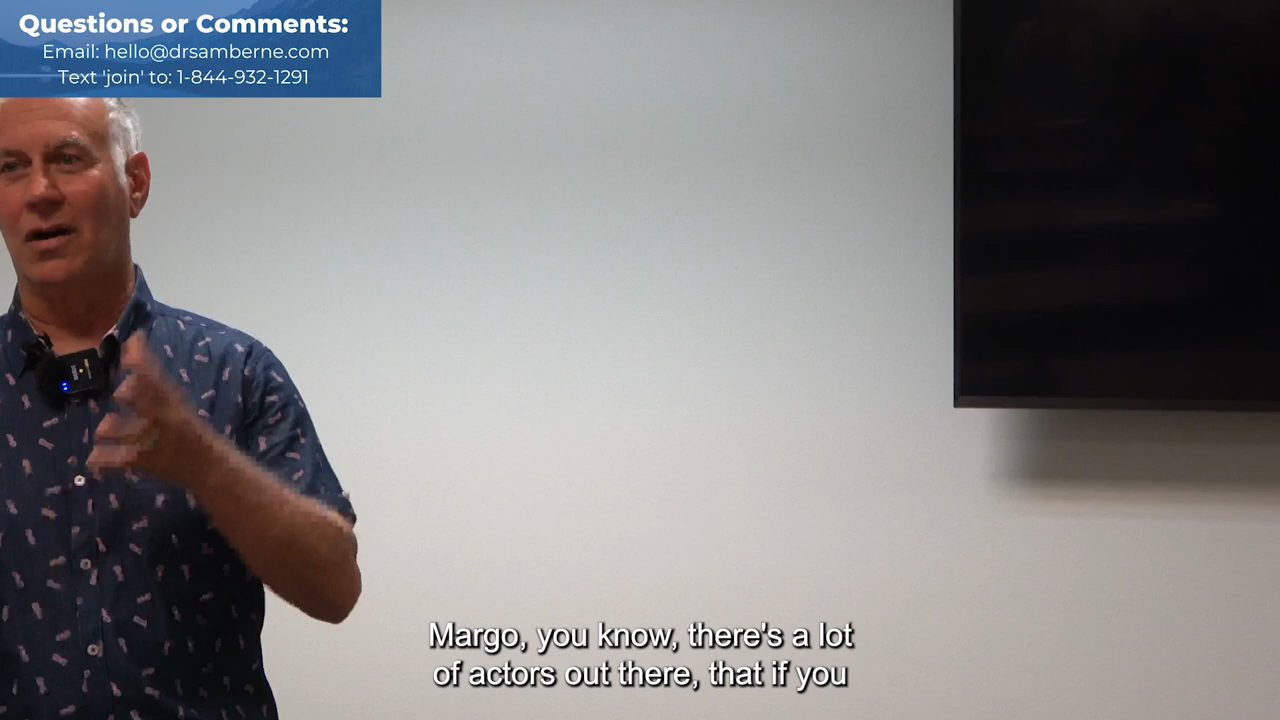 Questions or Comments:
Email: hello@drsamberne.com
Text 'join' to: 1-844-932-1291
Margo, you know, there's a lot
of actors out there, that if you